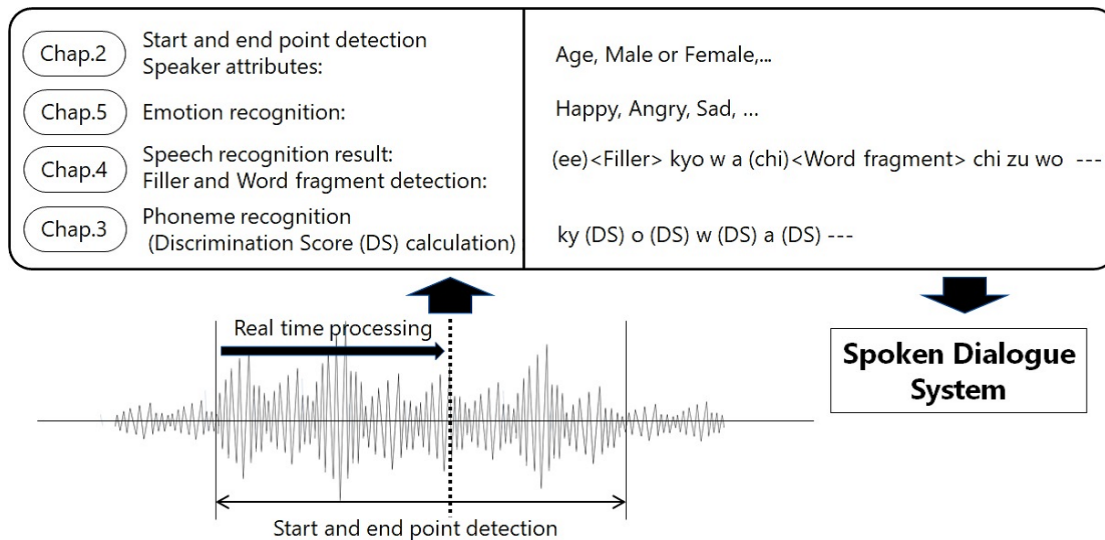 Chap.2
Start and end point detection
Speaker attributes:
Age, Male or Female,...
Chap.5
Emotion recognition:
Happy, Angry, Sad, ...
Chap.4
Speech recognition result:
Filler and Word fragment detection:
(ee)<Filler> kyo w a (chi)<Word fragment> chi zu wo ---
Chap.3
Phoneme recognition
(Discrimination Score (DS) calculation)
ky (DS) o (DS) w (DS) a (DS) ---
Real time processing
Spoken Dialogue
System
Start and end point detection